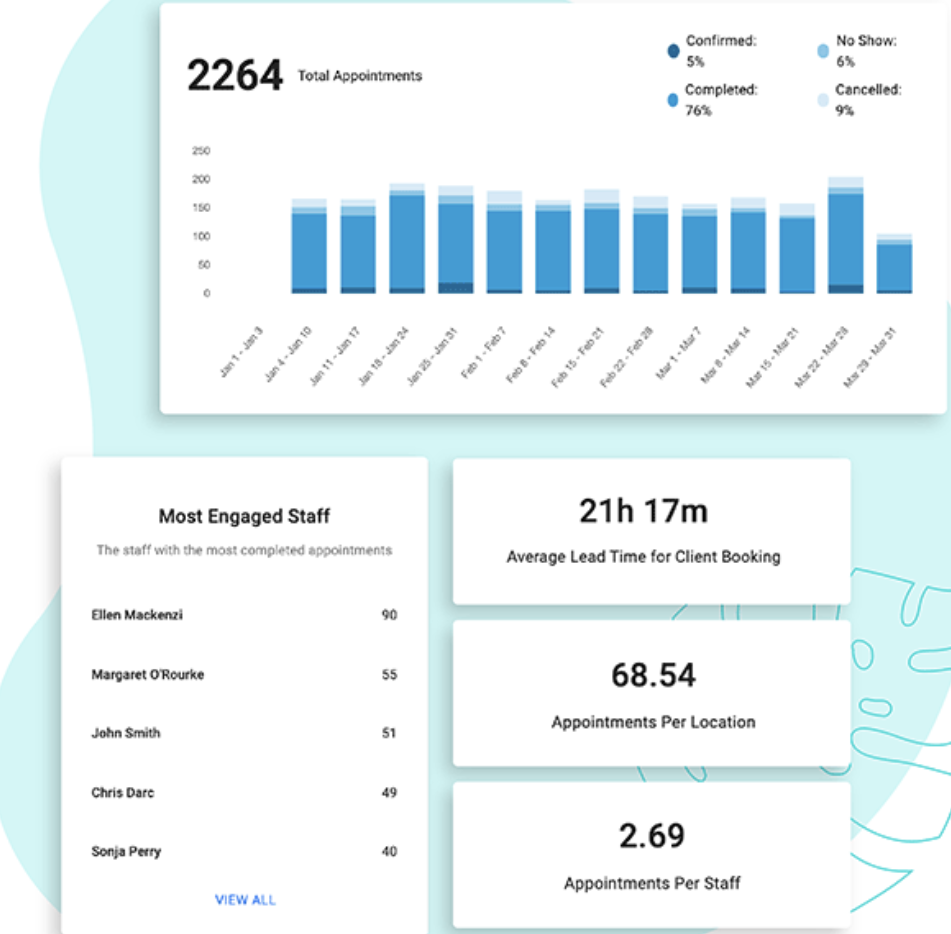 2264 Total Appointments
Confirmed:
5%
No Show:
6%
Completed:
76%
Cancelled:
9%
250
200
150
100
50
0
Jan 1 - Jan 3
Jan 4 - Jan 10
Jan 11 - Jan 17
Jan 18 - Jan 24
Jan 25 - Jan 31
Feb 1 - Feb 7
Feb 8 - Feb 14
Feb 15 - Feb 21
Feb 22 - Feb 28
Mar 1 - Mar 7
Mar 8 - Mar 14
Mar 15 - Mar 21
Mar 22 - Mar 28
Mar 29 - Mar 31
Most Engaged Staff
The staff with the most completed appointments
Ellen Mackenzi 90
Margaret O'Rourke 55
John Smith 51
Chris Darc 49
Sonja Perry 40
VIEW ALL
21h 17m
Average Lead Time for Client Booking
68.54
Appointments Per Location
2.69
Appointments Per Staff